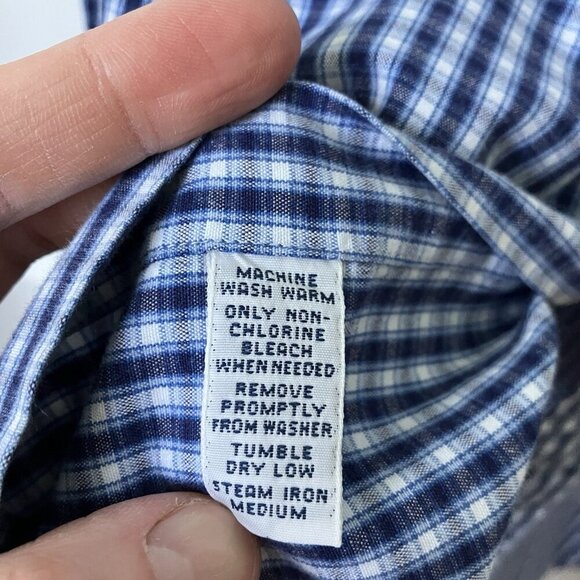 MACHINE
WASH WARM
ONLY NON-
CHLORINE
BLEACH
WHEN NEEDED
REMOVE
PROMPTLY
FROM WASHER
TUMBLE
DRY LOW
STEAM IRON
MEDIUM